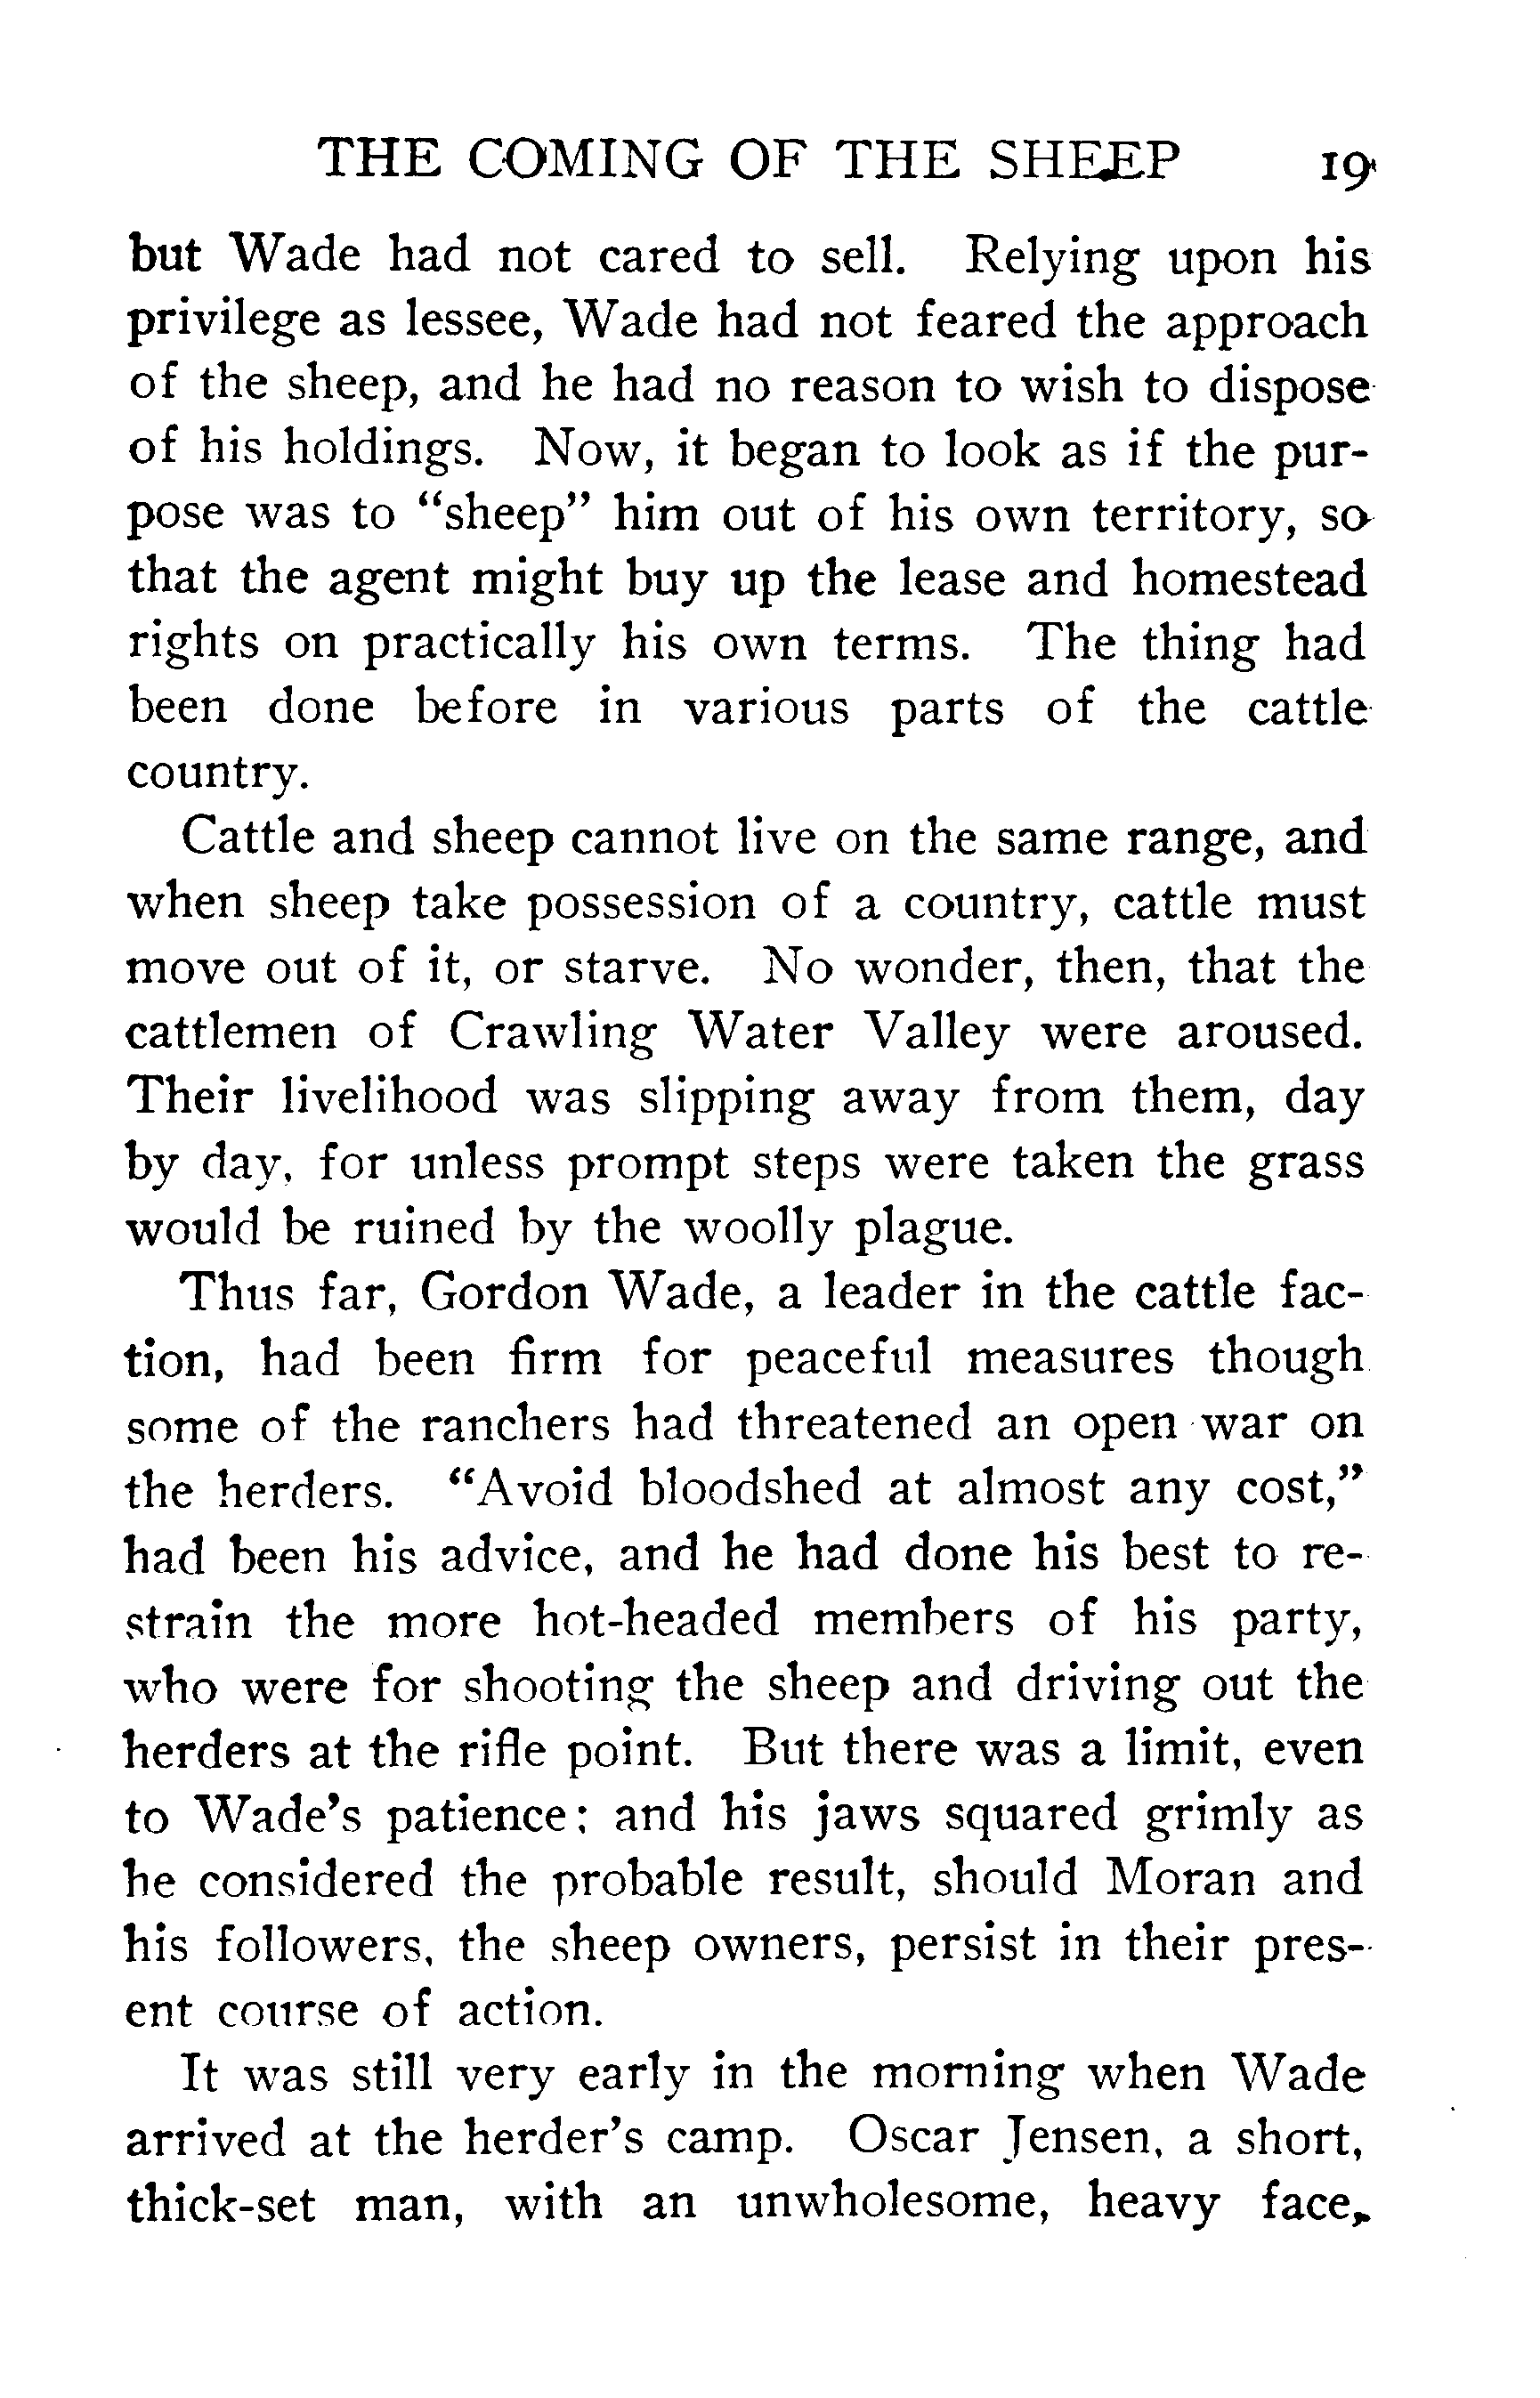 THE COMING OF THE SHEEP 19
but Wade had not cared to sell. Relying upon his
privilege as lessee, Wade had not feared the approach
of the sheep, and he had no reason to wish to dispose
of his holdings. Now, it began to look as if the pur-
pose was to “sheep” him out of his own territory, so
that the agent might buy up the lease and homestead
rights on practically his own terms. The thing had
been done before in various parts of the cattle
country.
Cattle and sheep cannot live on the same range, and
when sheep take possession of a country, cattle must
move out of it, or starve. No wonder, then, that the
cattlemen of Crawling Water Valley were aroused.
Their livelihood was slipping away from them, day
by day, for unless prompt steps were taken the grass
would be ruined by the woolly plague.
Thus far, Gordon Wade, a leader in the cattle fac-
tion, had been firm for peaceful measures though
some of the ranchers had threatened an open war on
the herders. “Avoid bloodshed at almost any cost,”
had been his advice, and he had done his best to re-
strain the more hot-headed members of his party,
who were for shooting the sheep and driving out the
herders at the rifle point. But there was a limit, even
to Wade’s patience; and his jaws squared grimly as
he considered the probable result, should Moran and
his followers, the sheep owners, persist in their pres-
ent course of action.
It was still very early in the morning when Wade
arrived at the herder’s camp. Oscar Jensen, a short,
thick-set man, with an unwholesome, heavy face,